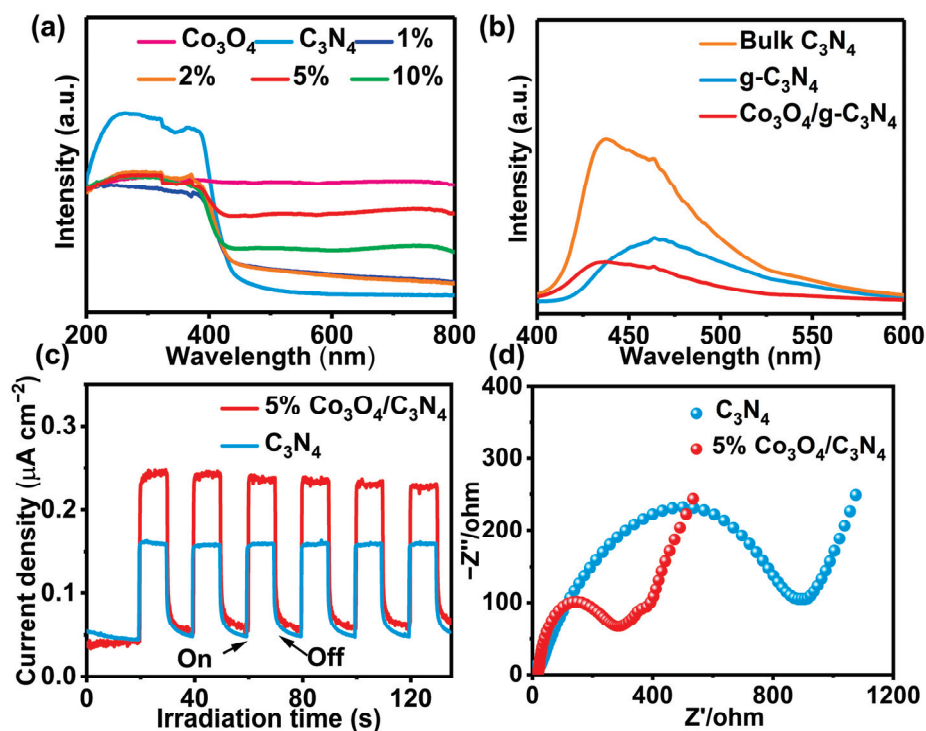 (a)
Co₃O₄ C₃N₄ 1%
2% 5% 10%
Intensity (a.u.)
200 300 400 500 600 700 800
Wavelength (nm)
(b)
Bulk C₃N₄
g-C₃N₄
Co₃O₄/g-C₃N₄
Intensity (a.u.)
400 450 500 550 600
Wavelength (nm)
(c)
5% Co₃O₄/C₃N₄
C₃N₄
Current density (μA cm⁻²)
0.3
0.2
0.1
0.0
On Off
0 40 80 120
Irradiation time (s)
(d)
C₃N₄
5% Co₃O₄/C₃N₄
−Z''/ohm
-400
300
200
100
0
0 400 800 1200
Z'/ohm